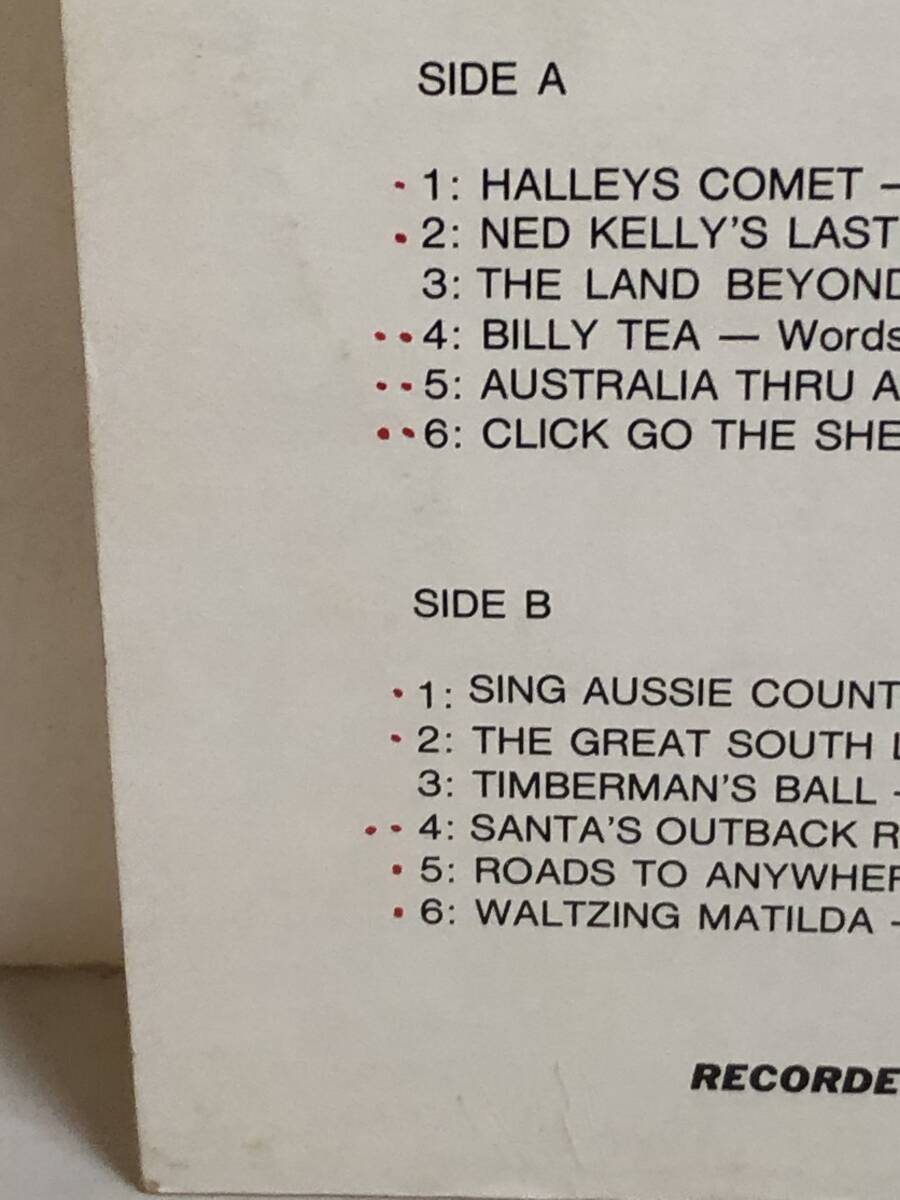 SIDE A
1: HALLEYS COMET –
2: NED KELLY'S LAST
3: THE LAND BEYOND
4: BILLY TEA — Words
5: AUSTRALIA THRU A
6: CLICK GO THE SHE
SIDE B
1: SING AUSSIE COUNT
2: THE GREAT SOUTH L
3: TIMBERMAN'S BALL -
4: SANTA'S OUTBACK R
5: ROADS TO ANYWHER
6: WALTZING MATILDA -
RECORDE